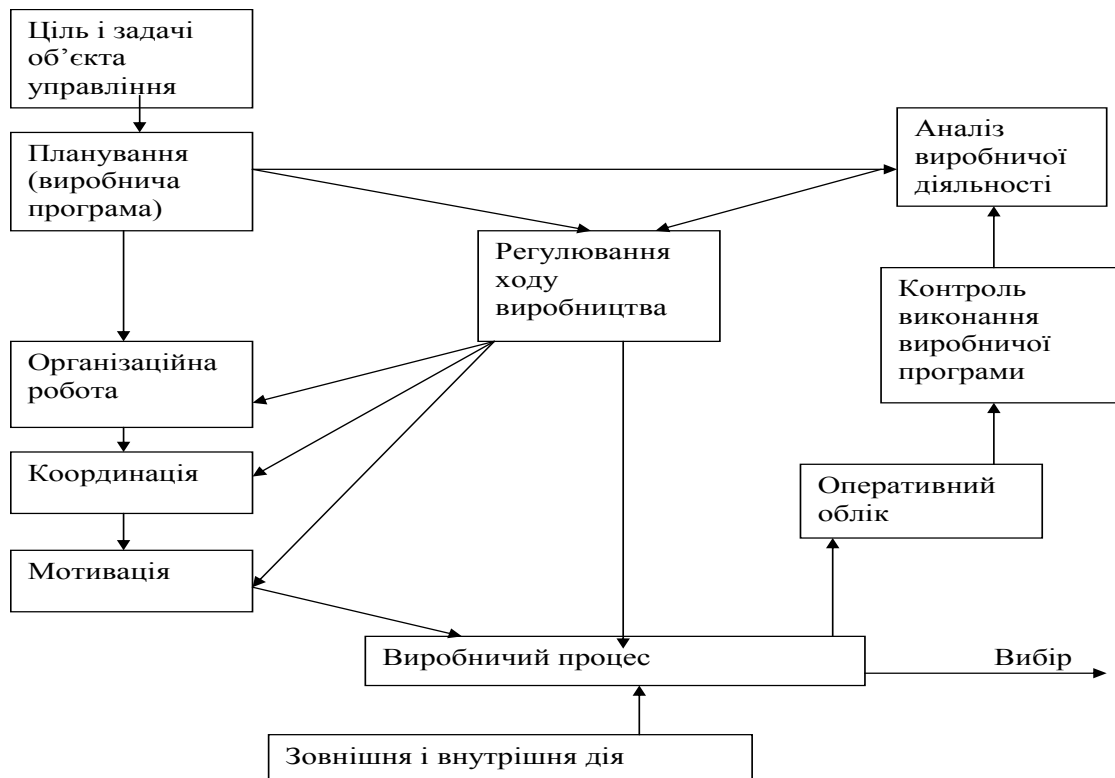 Ціль і задачі
об’єкта
управління
Планування
(виробнича
програма)
Аналіз
виробничої
діяльності
Регулювання
ходу
виробництва
Контроль
виконання
виробничої
програми
Організаційна
робота
Координація
Оперативний
облік
Мотивація
Виробничий процес
Вибір
Зовнішня і внутрішня дія